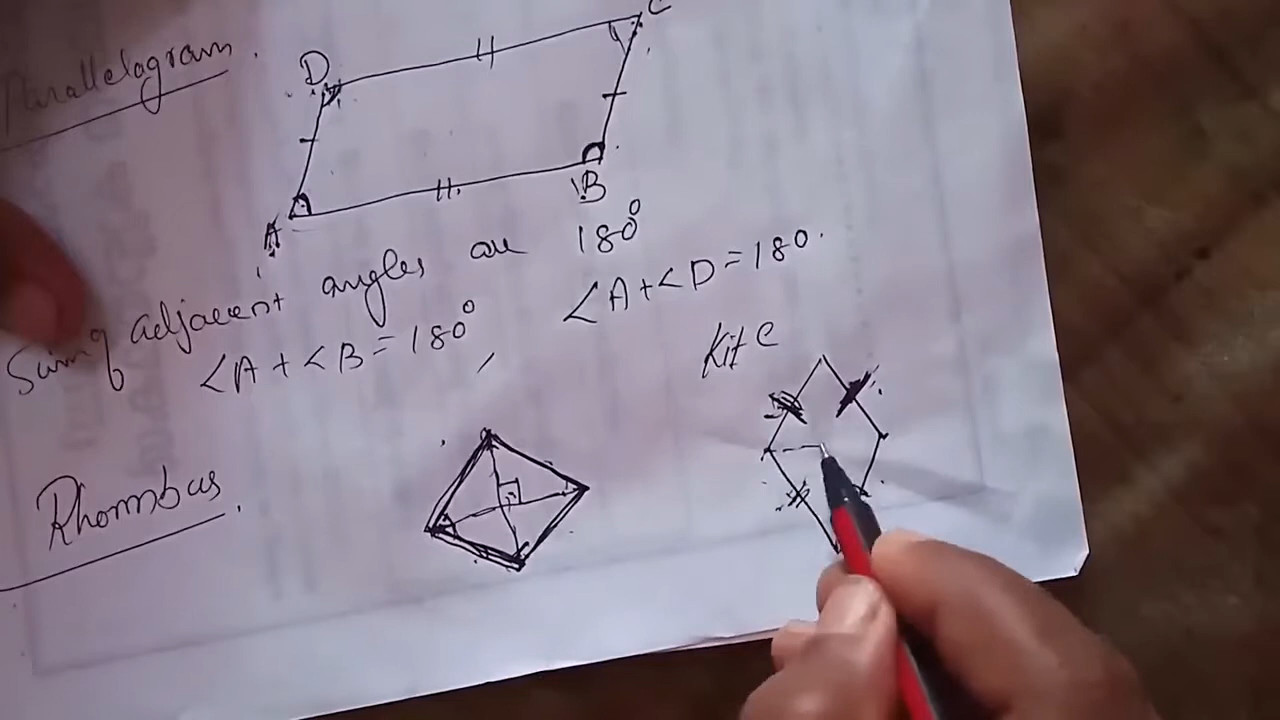 Parallelogram.
D
C
A
B
Sum of adjacent angles are 180°
∠A+∠B=180°
∠A+∠D=180.
Kite
Rhombus.